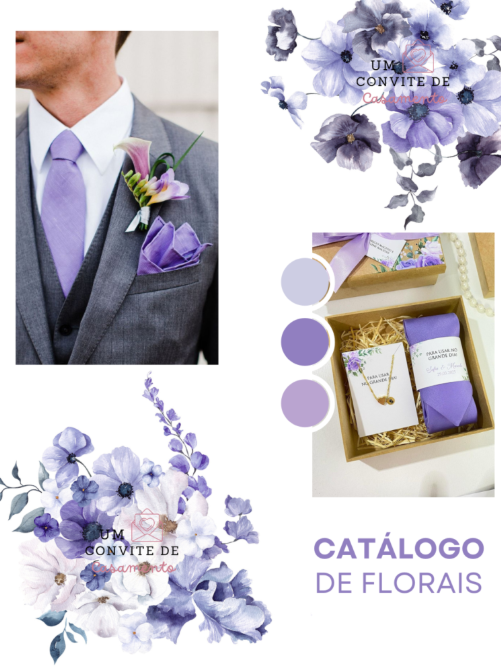 UM
CONVITE DE
Casamento
PARA USAR
NO GRANDE DIA!
PARA USAR NO
GRANDE DIA!
UM
CONVITE DE
Casamento
CATÁLOGO
DE FLORAIS